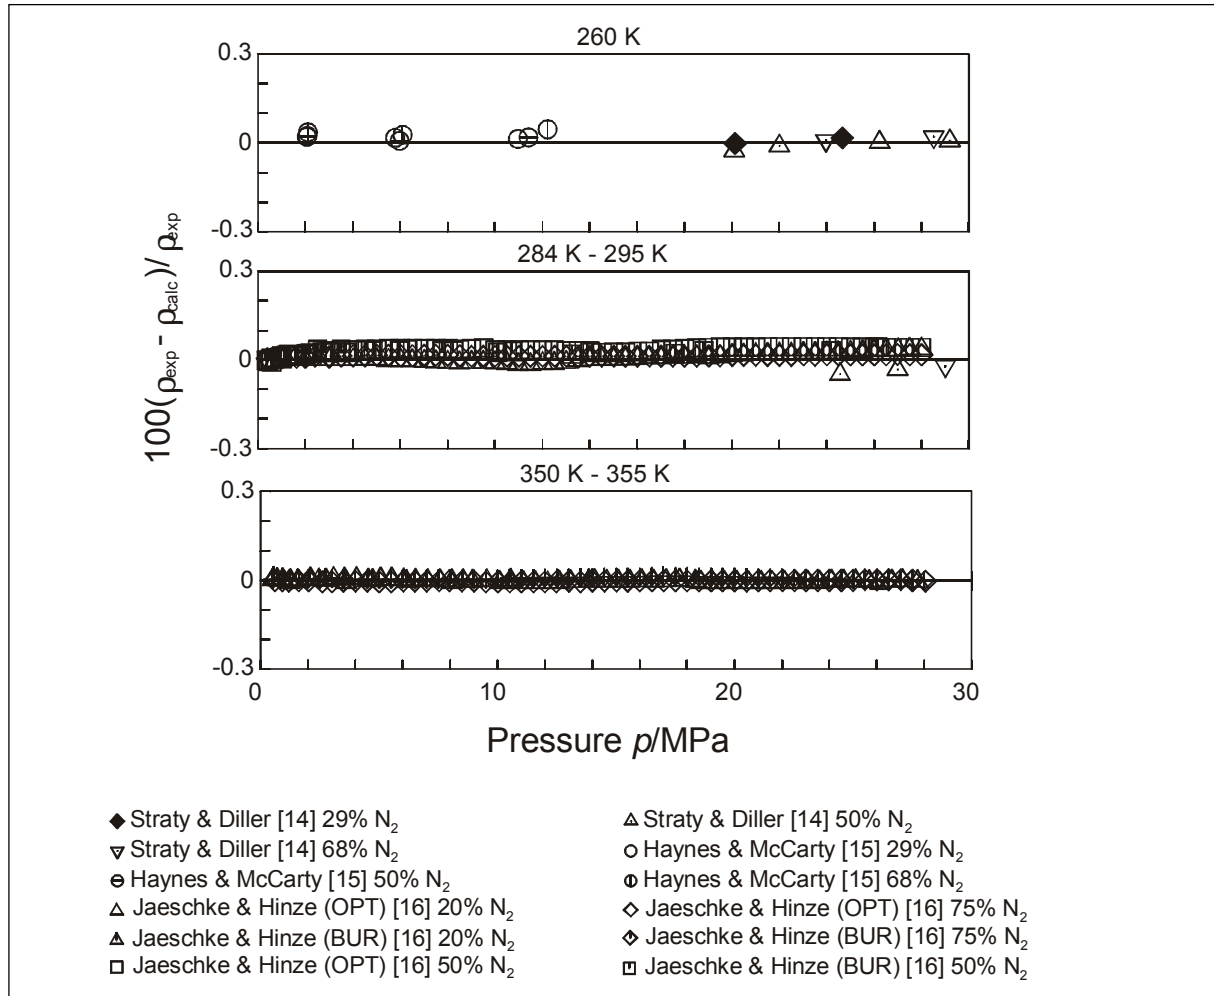 260 K
0.3
0
-0.3
284 K - 295 K
0.3
0
-0.3
350 K - 355 K
0.3
0
-0.3
0 10 20 30
100(ρexp - ρcalc)/ρexp
Pressure p/MPa
Straty & Diller [14] 29% N2
Straty & Diller [14] 50% N2
Straty & Diller [14] 68% N2
Haynes & McCarty [15] 29% N2
Haynes & McCarty [15] 50% N2
Haynes & McCarty [15] 68% N2
Jaeschke & Hinze (OPT) [16] 20% N2
Jaeschke & Hinze (OPT) [16] 75% N2
Jaeschke & Hinze (BUR) [16] 20% N2
Jaeschke & Hinze (BUR) [16] 75% N2
Jaeschke & Hinze (OPT) [16] 50% N2
Jaeschke & Hinze (BUR) [16] 50% N2